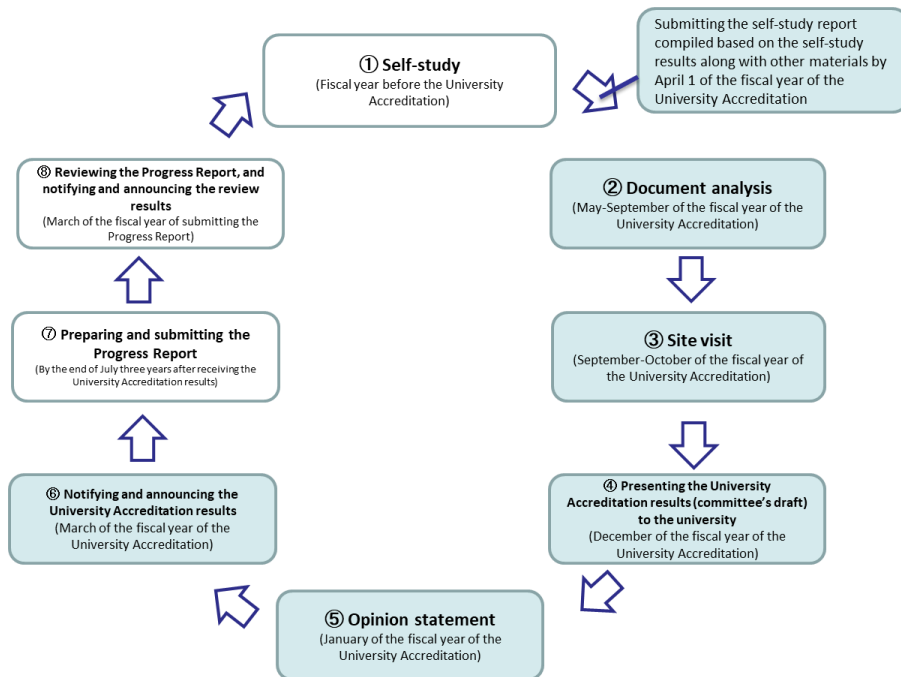 ① Self-study
(Fiscal year before the University
Accreditation)
Submitting the self-study report
compiled based on the self-study
results along with other materials by
April 1 of the fiscal year of the
University Accreditation
② Document analysis
(May-September of the fiscal year of the
University Accreditation)
③ Site visit
(September-October of the fiscal year of
the University Accreditation)
④ Presenting the University
Accreditation results (committee’s draft)
to the university
(December of the fiscal year of the
University Accreditation)
⑤ Opinion statement
(January of the fiscal year of the
University Accreditation)
⑥ Notifying and announcing the
University Accreditation results
(March of the fiscal year of the
University Accreditation)
⑦ Preparing and submitting the
Progress Report
(By the end of July three years after receiving the
University Accreditation results)
⑧ Reviewing the Progress Report, and
notifying and announcing the review
results
(March of the fiscal year of submitting the
Progress Report)